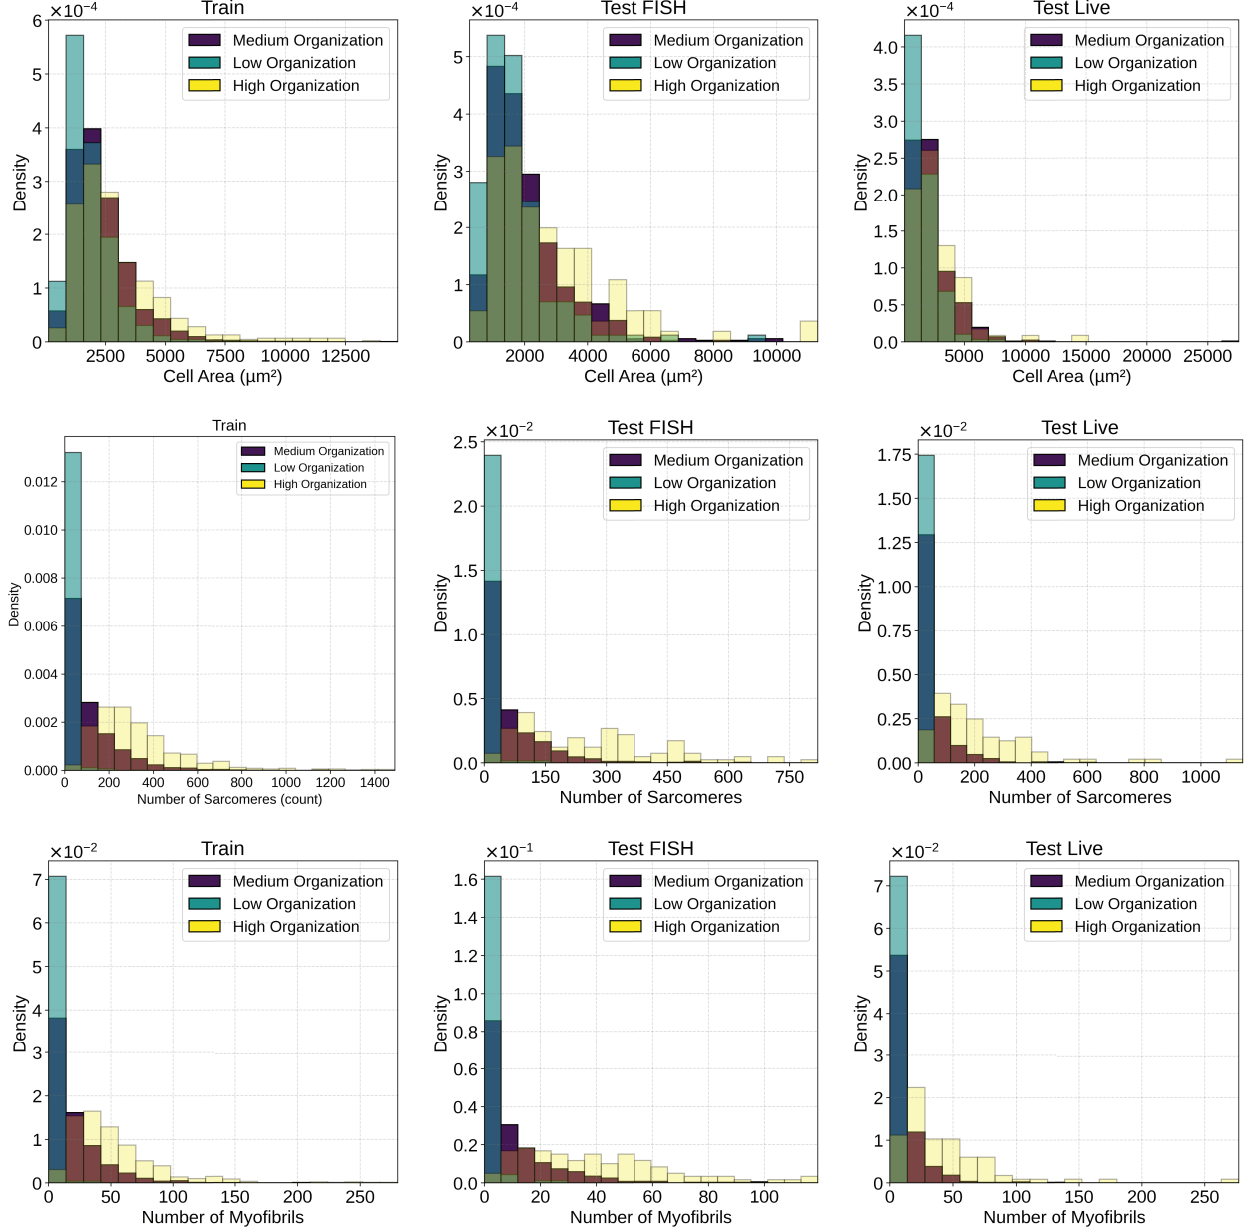 Train
×10⁻⁴
Density
6
5
4
3
2
1
0
Medium Organization
Low Organization
High Organization
2500 5000 7500 10000 12500
Cell Area (µm²)
Test FISH
×10⁻⁴
Density
5
4
3
2
1
0
Medium Organization
Low Organization
High Organization
2000 4000 6000 8000 10000
Cell Area (µm²)
Test Live
×10⁻⁴
Density
4.0
3.0
2.5
2.0
1.5
1.0
0.5
0.0
Medium Organization
Low Organization
High Organization
5000 10000 15000 20000 25000
Cell Area (µm²)
Train
Density
0.012
0.010
0.008
0.006
0.004
0.002
0.000
Medium Organization
Low Organization
High Organization
0 200 400 600 800 1000 1200 1400
Number of Sarcomeres (count)
Test FISH
×10⁻²
Density
2.5
2.0
1.5
1.0
0.5
0.0
Medium Organization
Low Organization
High Organization
0 150 300 450 600 750
Number of Sarcomeres
Test Live
×10⁻²
Density
1.75
1.50
1.25
1.00
0.75
0.50
0.25
0.00
Medium Organization
Low Organization
High Organization
0 200 400 600 800 1000
Number of Sarcomeres
Train
×10⁻²
Density
7
6
5
4
3
2
1
0
Medium Organization
Low Organization
High Organization
0 50 100 150 200 250
Number of Myofibrils
Test FISH
×10⁻¹
Density
1.6
1.4
1.2
1.0
0.8
0.6
0.4
0.2
0.0
Medium Organization
Low Organization
High Organization
0 20 40 60 80 100
Number of Myofibrils
Test Live
×10⁻²
Density
7
6
5
4
3
2
1
0
Medium Organization
Low Organization
High Organization
0 50 100 150 200 250
Number of Myofibrils